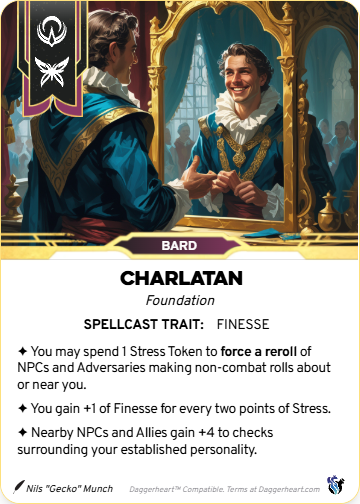 BARD
CHARLATAN
Foundation
SPELLCAST TRAIT: FINESSE
✦ You may spend 1 Stress Token to force a reroll of
NPCs and Adversaries making non-combat rolls about
or near you.
✦ You gain +1 of Finesse for every two points of Stress.
✦ Nearby NPCs and Allies gain +4 to checks
surrounding your established personality.
Nils "Gecko" Munch
Daggerheart™ Compatible. Terms at Daggerheart.com